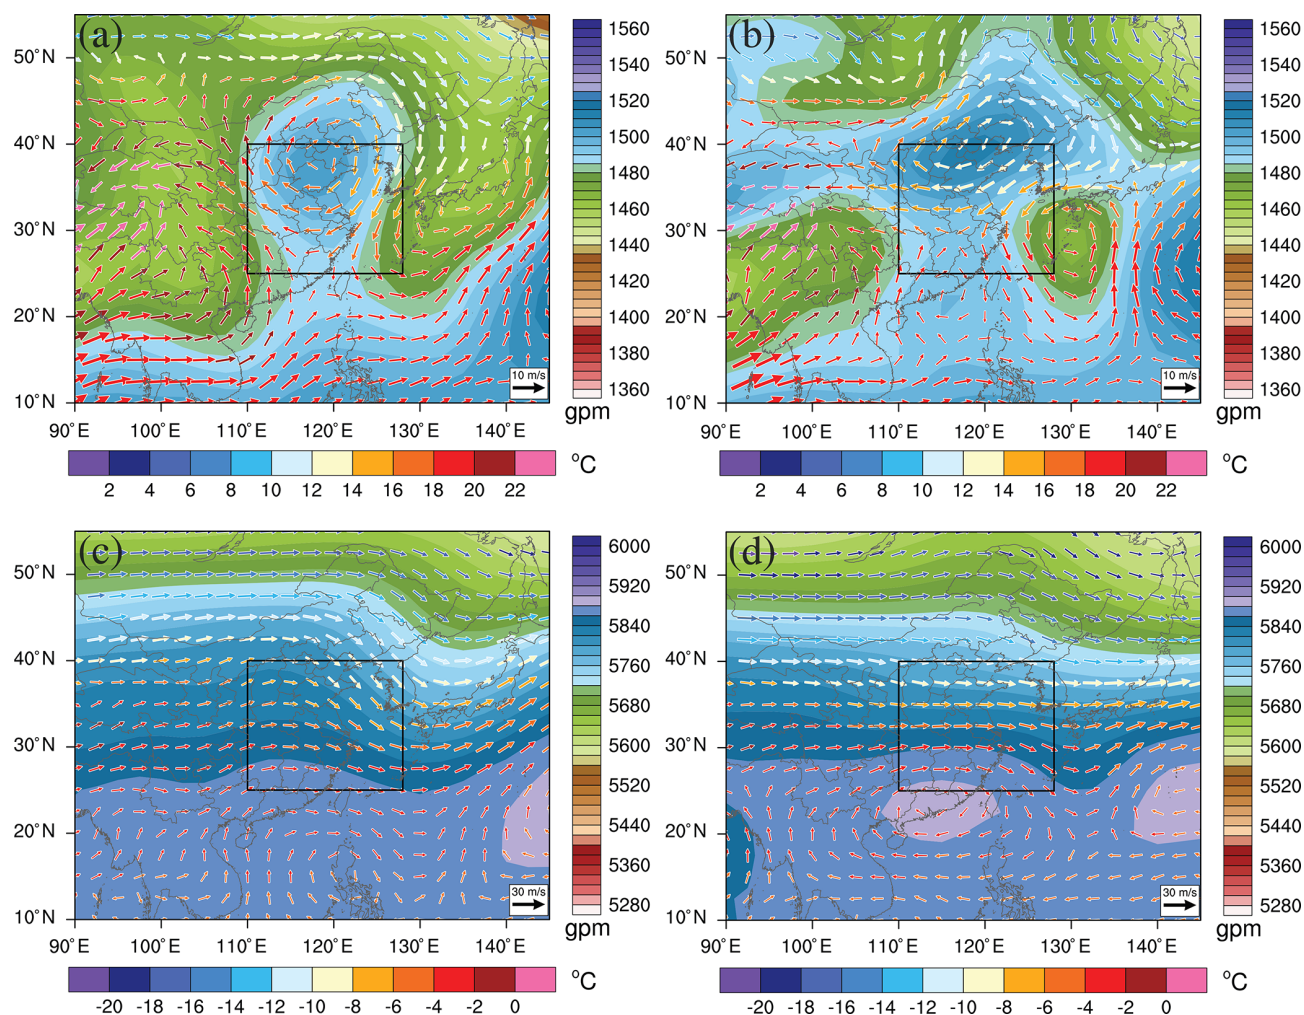 (a)
50°N
40°N
30°N
20°N
10°N
90°E
100°E
110°E
120°E
130°E
140°E
10 m/s
1560
1540
1520
1500
1480
1460
1440
1420
1400
1380
1360
gpm
2 4 6 8 10 12 14 16 18 20 22
°C
(b)
50°N
40°N
30°N
20°N
10°N
90°E
100°E
110°E
120°E
130°E
140°E
10 m/s
1560
1540
1520
1500
1480
1460
1440
1420
1400
1380
1360
gpm
2 4 6 8 10 12 14 16 18 20 22
°C
(c)
50°N
40°N
30°N
20°N
10°N
90°E
100°E
110°E
120°E
130°E
140°E
30 m/s
6000
5920
5840
5760
5680
5600
5520
5440
5360
5280
gpm
-20 -18 -16 -14 -12 -10 -8 -6 -4 -2 0
°C
(d)
50°N
40°N
30°N
20°N
10°N
90°E
100°E
110°E
120°E
130°E
140°E
30 m/s
6000
5920
5840
5760
5680
5600
5520
5440
5360
5280
gpm
-20 -18 -16 -14 -12 -10 -8 -6 -4 -2 0
°C